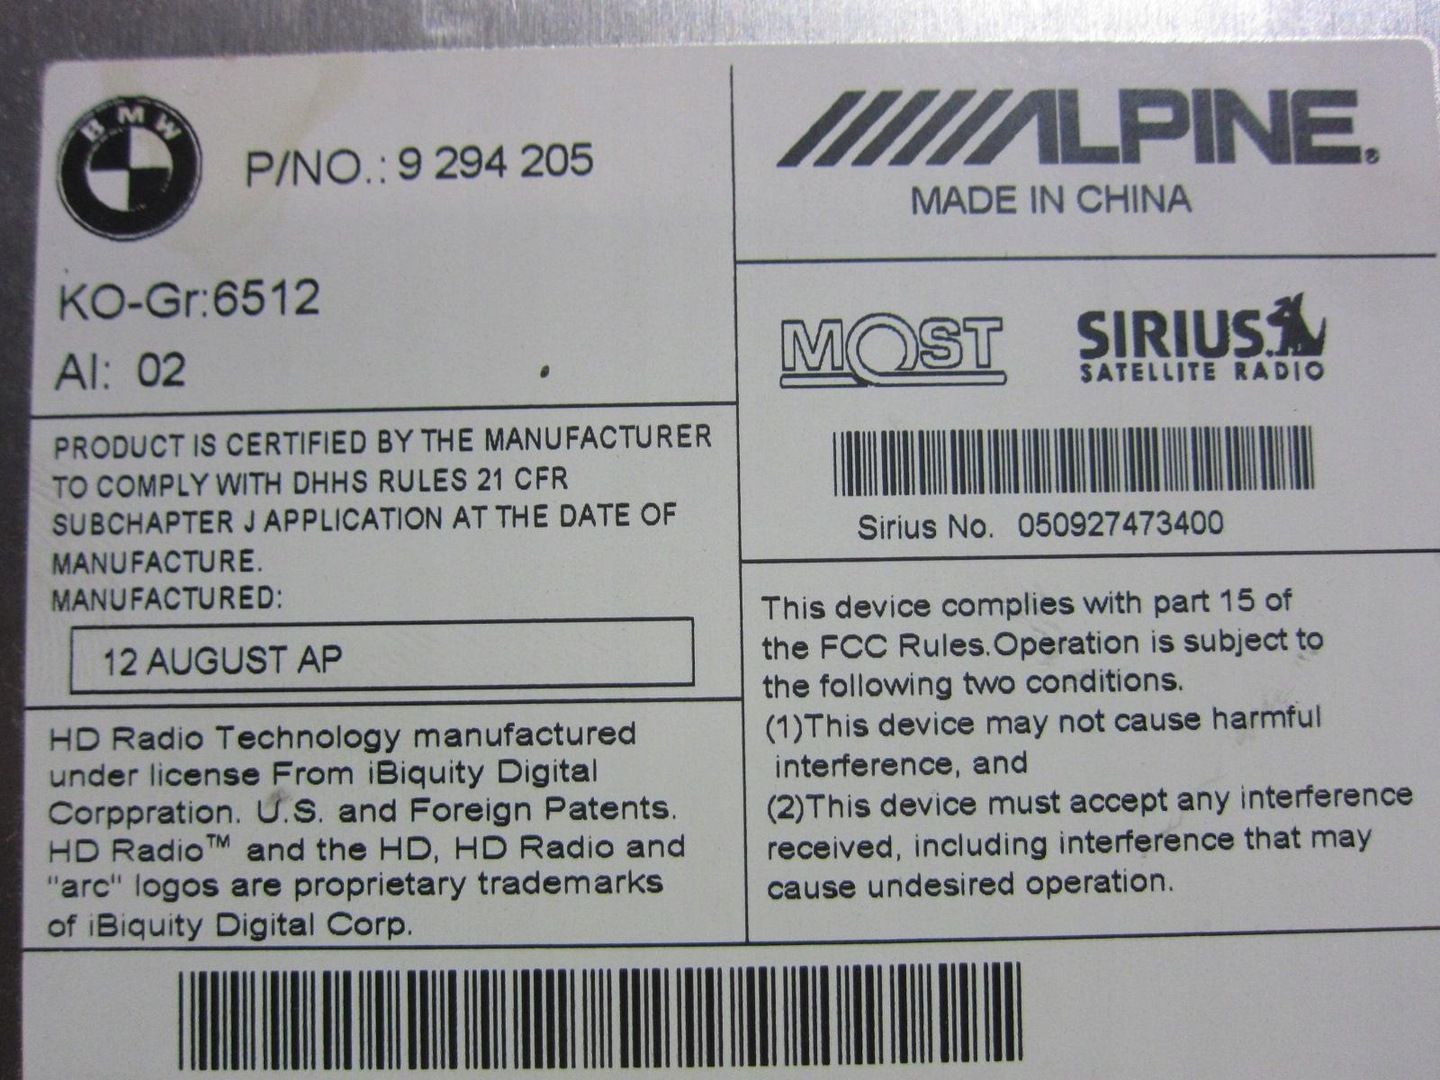 BMW
P/NO.: 9 294 205
KO-Gr:6512
AI: 02
PRODUCT IS CERTIFIED BY THE MANUFACTURER
TO COMPLY WITH DHHS RULES 21 CFR
SUBCHAPTER J APPLICATION AT THE DATE OF
MANUFACTURE.
MANUFACTURED:
12 AUGUST AP
HD Radio Technology manufactured
under license From iBiquity Digital
Corppration. U.S. and Foreign Patents.
HD Radio™ and the HD, HD Radio and
"arc" logos are proprietary trademarks
of iBiquity Digital Corp.
ALPINE®
MADE IN CHINA
MOST
SIRIUS
SATELLITE RADIO
Sirius No. 050927473400
This device complies with part 15 of
the FCC Rules.Operation is subject to
the following two conditions.
(1)This device may not cause harmful
interference, and
(2)This device must accept any interference
received, including interference that may
cause undesired operation.